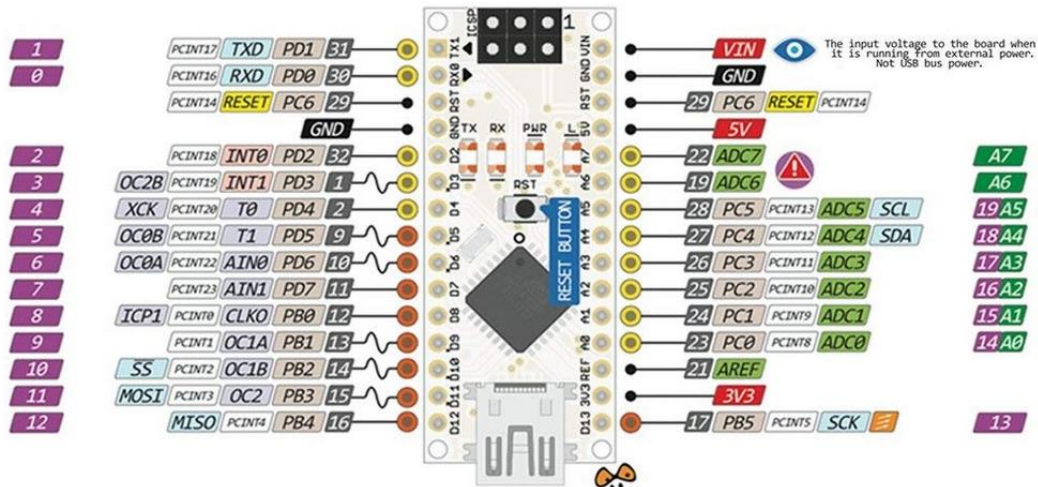 1 PCINT17 TXD PD1 31 TX1 ICSP 1 VIN VIN The input voltage to the board when
it is running from external power.
Not USB bus power.
0 PCINT16 RXD PD0 30 RX0 GND GND
PCINT14 RESET PC6 29 RST RST 29 PC6 RESET PCINT14
GND GND 5V 5V
TX RX PWR L
2 PCINT18 INT0 PD2 32 D2 A7 22 ADC7 A7
3 OC2B PCINT19 INT1 PD3 1 D3 A6 19 ADC6 A6
RST
4 XCK PCINT20 T0 PD4 2 D4 A5 28 PC5 PCINT13 ADC5 SCL 19 A5
5 OC0B PCINT21 T1 PD5 9 D5 A4 27 PC4 PCINT12 ADC4 SDA 18 A4
RESET BUTTON
6 OC0A PCINT22 AIN0 PD6 10 D6 A3 26 PC3 PCINT11 ADC3 17 A3
7 PCINT23 AIN1 PD7 11 D7 A2 25 PC2 PCINT10 ADC2 16 A2
8 ICP1 PCINT0 CLKO PB0 12 D8 A1 24 PC1 PCINT9 ADC1 15 A1
9 PCINT1 OC1A PB1 13 D9 A0 23 PC0 PCINT8 ADC0 14 A0
10 SS PCINT2 OC1B PB2 14 D10 REF 21 AREF
11 MOSI PCINT3 OC2 PB3 15 D11 3V3 3V3
12 MISO PCINT4 PB4 16 D12 D13 17 PB5 PCINT5 SCK 13